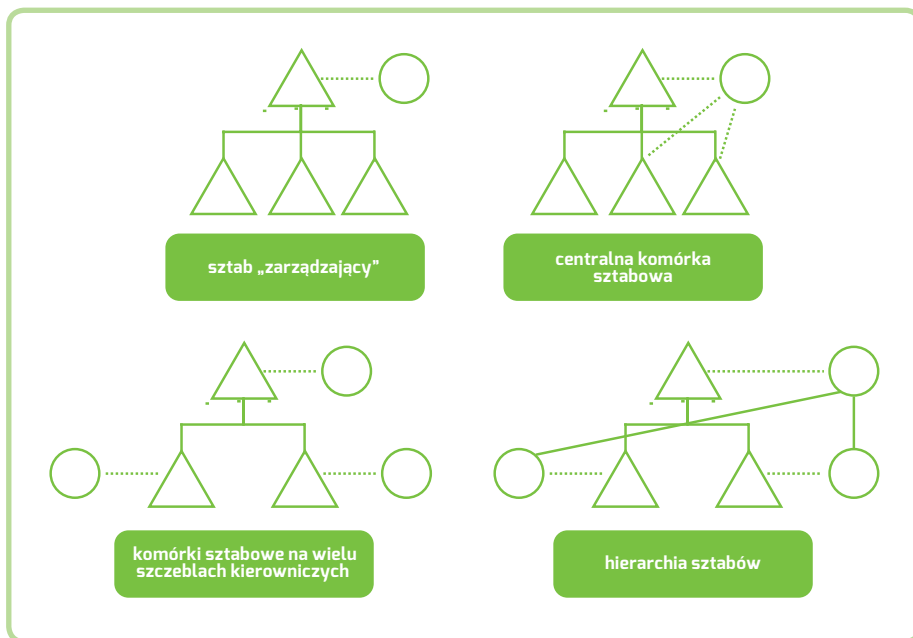 sztab „zarządzający”
centralna komórka
sztabowa
komórki sztabowe na wielu
szczeblach kierowniczych
hierarchia sztabów